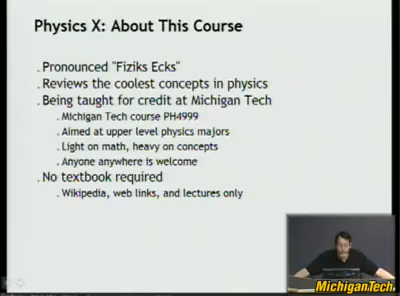 Physics X: About This Course
. Pronounced "Fiziks Ecks"
. Reviews the coolest concepts in physics
. Being taught for credit at Michigan Tech
. Michigan Tech course PH4999
. Aimed at upper level physics majors
. Light on math, heavy on concepts
. Anyone anywhere is welcome
. No textbook required
. Wikipedia, web links, and lectures only
MichiganTech